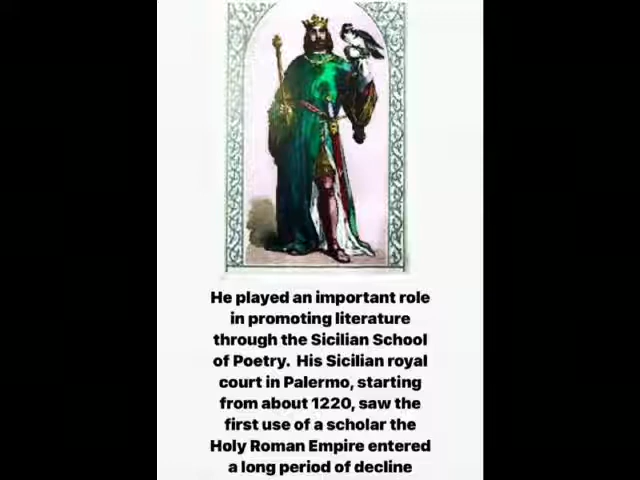 He played an important role
in promoting literature
through the Sicilian School
of Poetry. His Sicilian royal
court in Palermo, starting
from about 1220, saw the
first use of a scholar the
Holy Roman Empire entered
a long period of decline